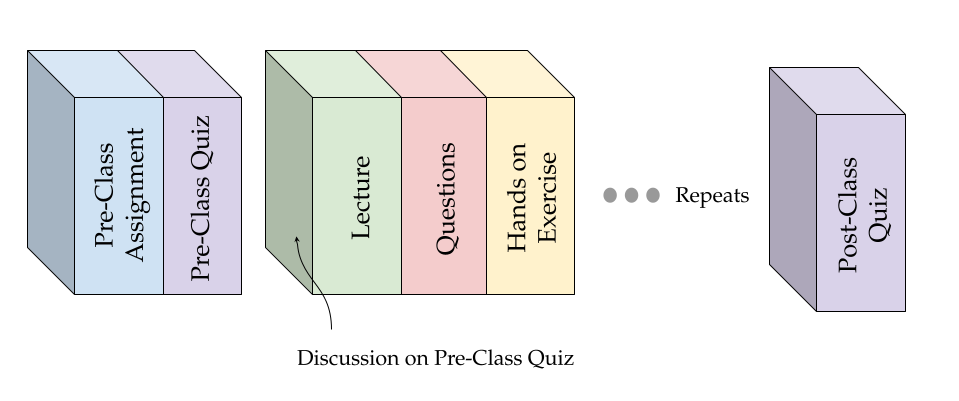 Pre-Class
Assignment
Pre-Class Quiz
Lecture
Questions
Hands on
Exercise
Repeats
Post-Class
Quiz
Discussion on Pre-Class Quiz